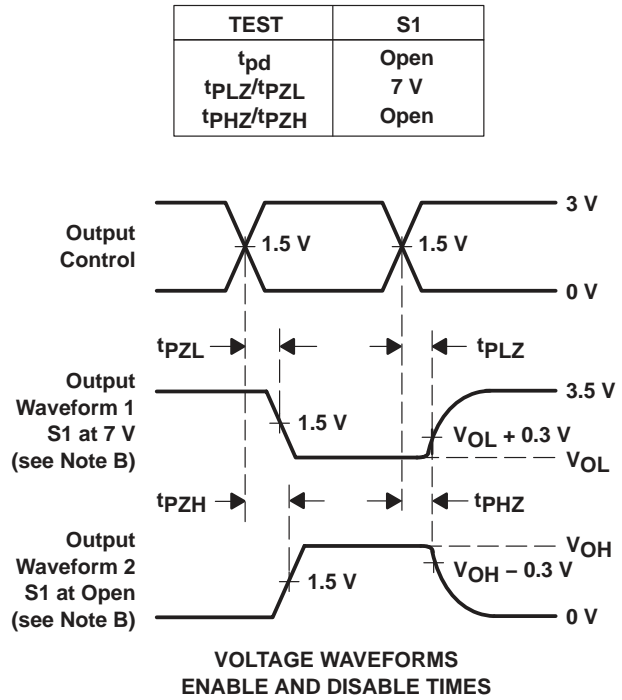 TEST S1
tpd Open
tPLZ/tPZL 7 V
tPHZ/tPZH Open
3 V
Output
Control
1.5 V 1.5 V
0 V
tPZL tPLZ
Output
Waveform 1
S1 at 7 V
(see Note B)
3.5 V
1.5 V
VOL + 0.3 V
VOL
tPZH tPHZ
Output
Waveform 2
S1 at Open
(see Note B)
VOH
VOH – 0.3 V
1.5 V
0 V
VOLTAGE WAVEFORMS
ENABLE AND DISABLE TIMES